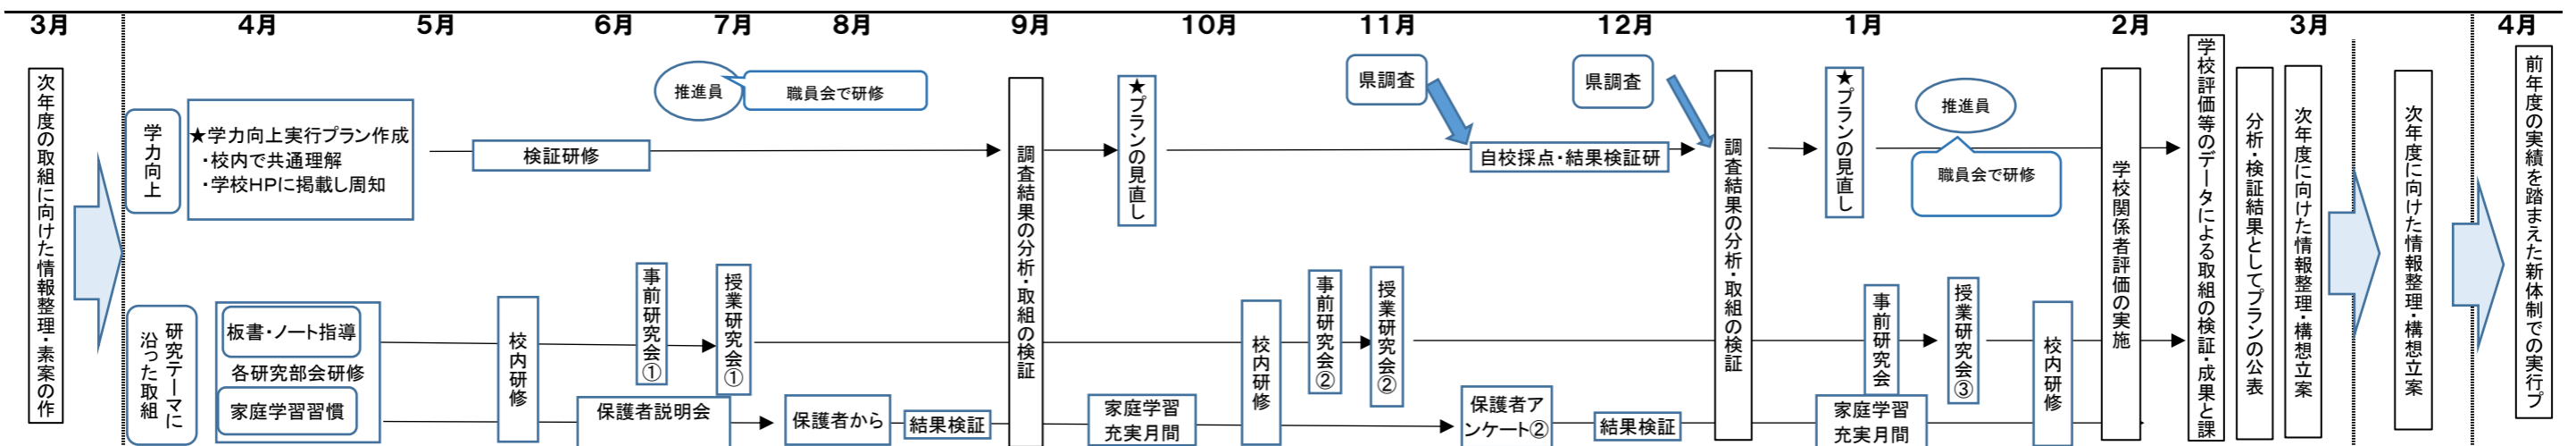 3月
4月
5月
6月
7月
8月
9月
10月
11月
12月
1月
2月
3月
4月
次年度の取組に向けた情報整理・素案の作
学力向上
★学力向上実行プラン作成
・校内で共通理解
・学校HPに掲載し周知
検証研修
推進員
職員会で研修
調査結果の分析・取組の検証
★プランの見直し
県調査
自校採点・結果検証研
県調査
調査結果の分析・取組の検証
★プランの見直し
推進員
職員会で研修
学校関係者評価の実施
学校評価等のデータによる取組の検証・成果と課
分析・検証結果としてプランの公表
次年度に向けた情報整理・構想立案
次年度に向けた情報整理・構想立案
前年度の実績を踏まえた新体制での実行プ
研究テーマに
沿った取組
板書・ノート指導
各研究部会研修
家庭学習習慣
校内研修
事前研究会①
授業研究会①
保護者説明会
保護者から
結果検証
家庭学習
充実月間
校内研修
事前研究会②
授業研究会②
保護者ア
ンケート②
結果検証
事前研究会
家庭学習
充実月間
授業研究会③
校内研修